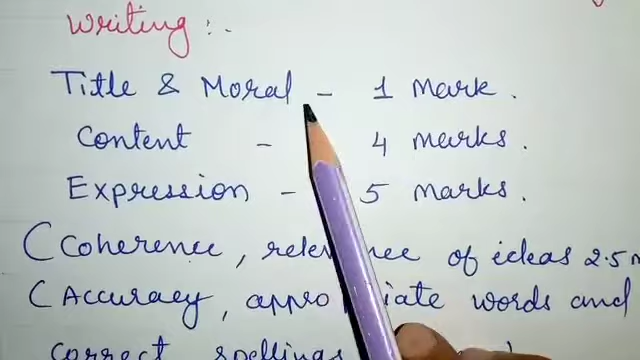 Writing :-
Title & Moral - 1 Mark.
Content - 4 marks.
Expression - 5 marks.
(Coherence, of ideas 2.5
(Accuracy, words and
correct spellings